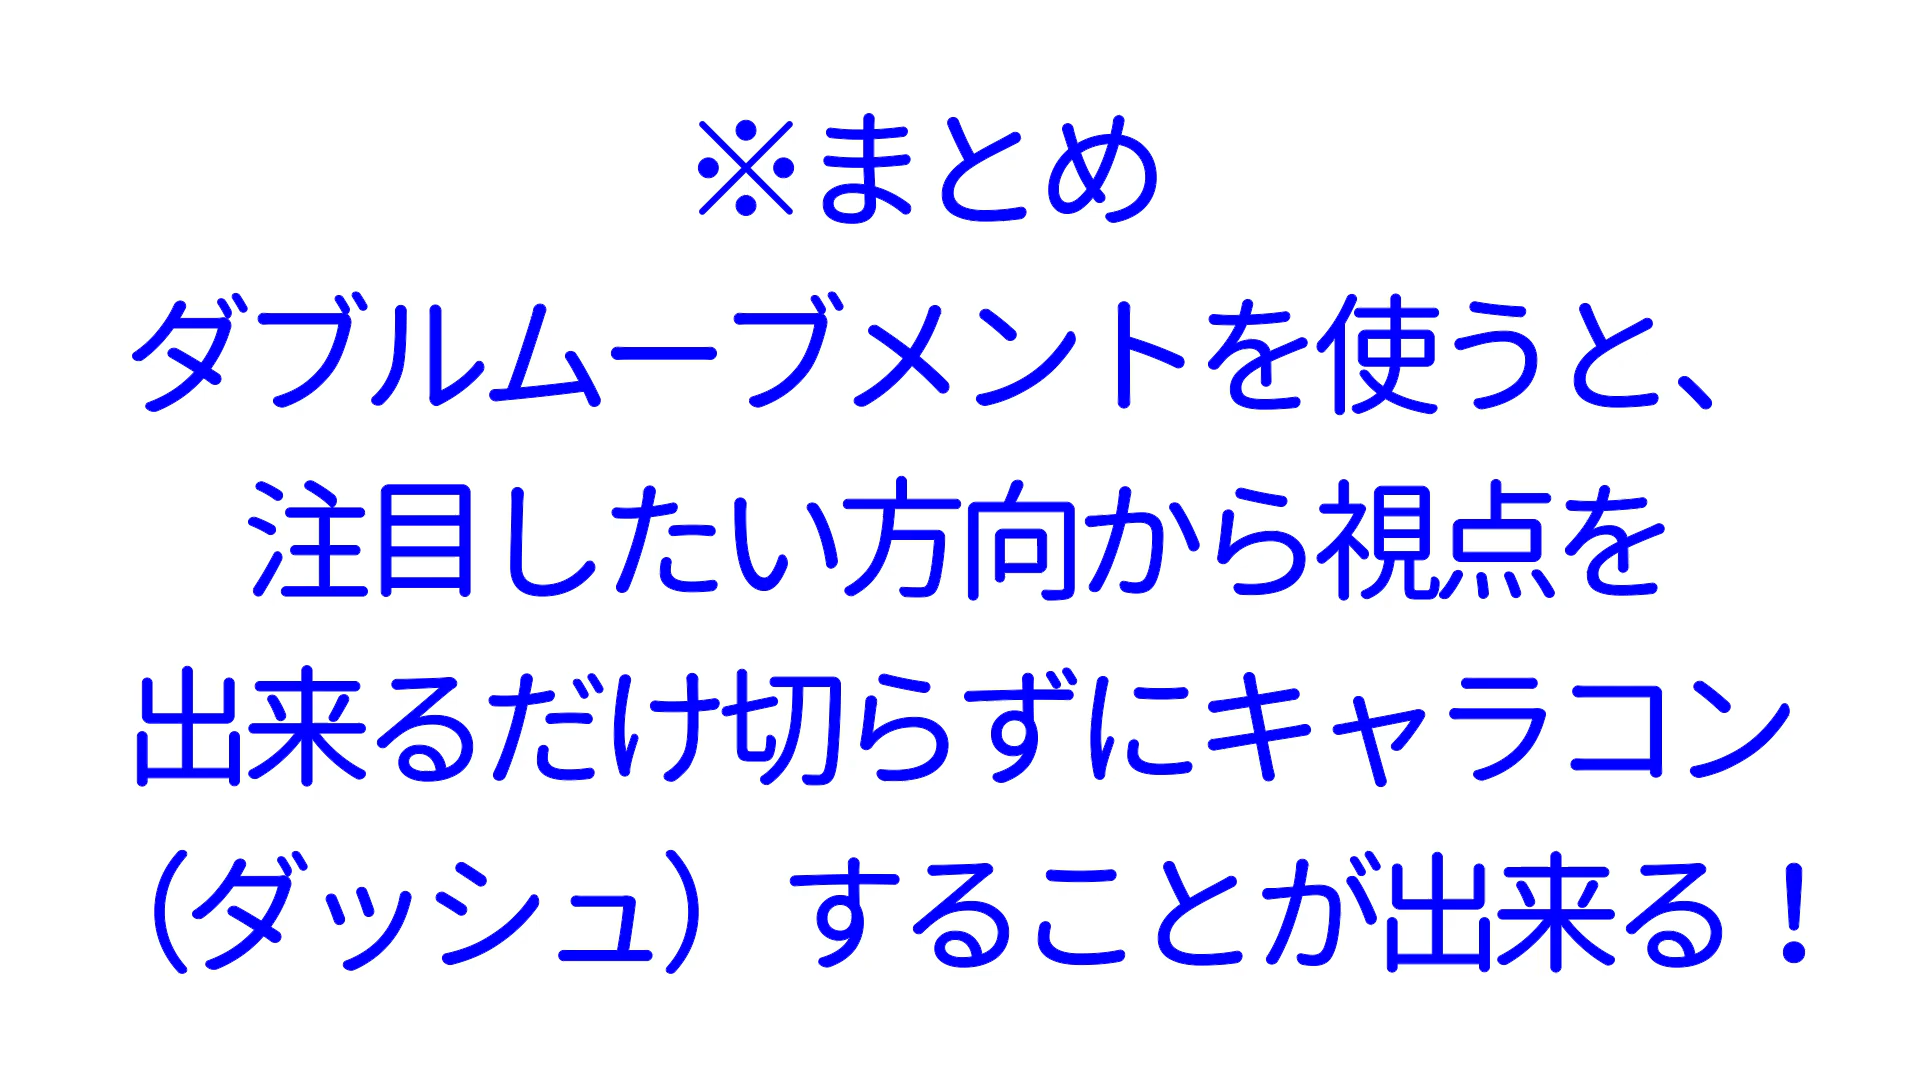 ※まとめ
ダブルムーブメントを使うと、
注目したい方向から視点を
出来るだけ切らずにキャラコン
（ダッシュ）することが出来る！